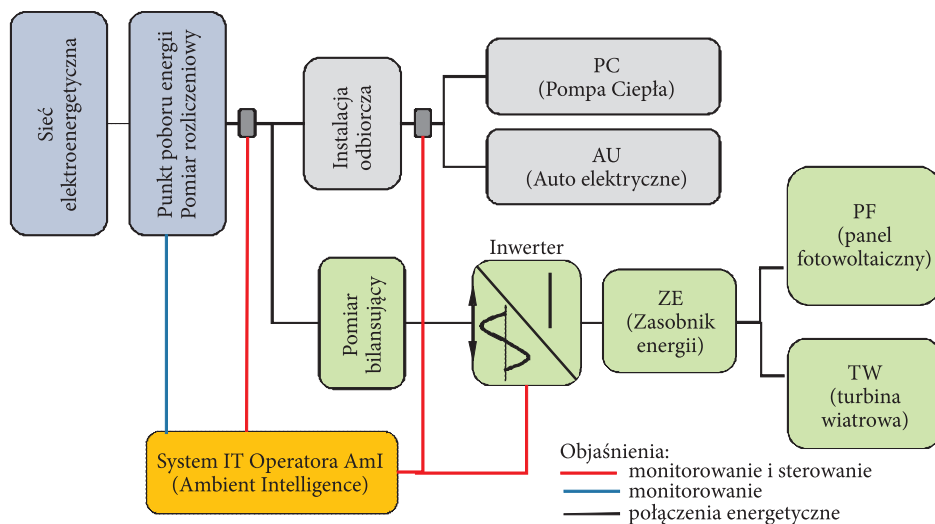 Sieć
elektroenergetyczna
Punkt poboru energii
Pomiar rozliczeniowy
Instalacja
odbiorcza
PC
(Pompa Ciepła)
AU
(Auto elektryczne)
Pomiar
bilansujący
Inwerter
ZE
(Zasobnik
energii)
PF
(panel
fotowoltaiczny)
TW
(turbina
wiatrowa)
System IT Operatora AmI
(Ambient Intelligence)
Objaśnienia:
monitorowanie i sterowanie
monitorowanie
połączenia energetyczne